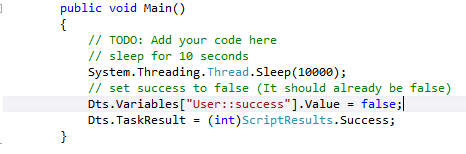 public void Main()
{
// TODO: Add your code here
// sleep for 10 seconds
System.Threading.Thread.Sleep(10000);
// set success to false (It should already be false)
Dts.Variables["User::success"].Value = false;
Dts.TaskResult = (int)ScriptResults.Success;
}